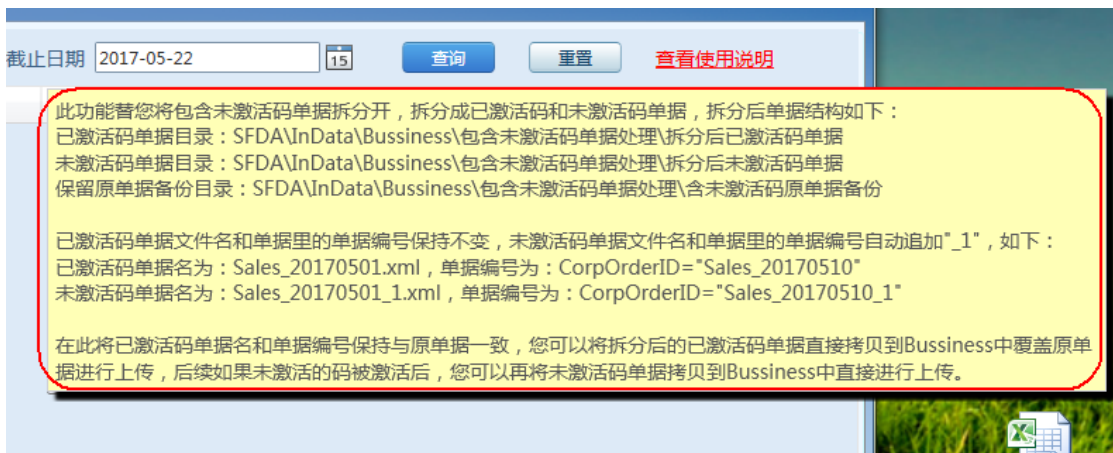 截止日期 2017-05-22 15 查询 重置 查看使用说明
此功能替您将包含未激活码单据拆分开，拆分成已激活码和未激活码单据，拆分后单据结构如下：
已激活码单据目录：SFDA\InData\Bussiness\包含未激活码单据处理\拆分后已激活码单据
未激活码单据目录：SFDA\InData\Bussiness\包含未激活码单据处理\拆分后未激活码单据
保留原单据备份目录：SFDA\InData\Bussiness\包含未激活码单据处理\含未激活码原单据备份
已激活码单据文件名和单据里的单据编号保持不变，未激活码单据文件名和单据里的单据编号自动追加"_1"，如下：
已激活码单据名为：Sales_20170501.xml，单据编号为：CorpOrderID="Sales_20170510"
未激活码单据名为：Sales_20170501_1.xml，单据编号为：CorpOrderID="Sales_20170510_1"
在此将已激活码单据名和单据编号保持与原单据一致，您可以将拆分后的已激活码单据直接拷贝到Bussiness中覆盖原单
据进行上传，后续如果未激活的码被激活后，您可以再将未激活码单据拷贝到Bussiness中直接进行上传。